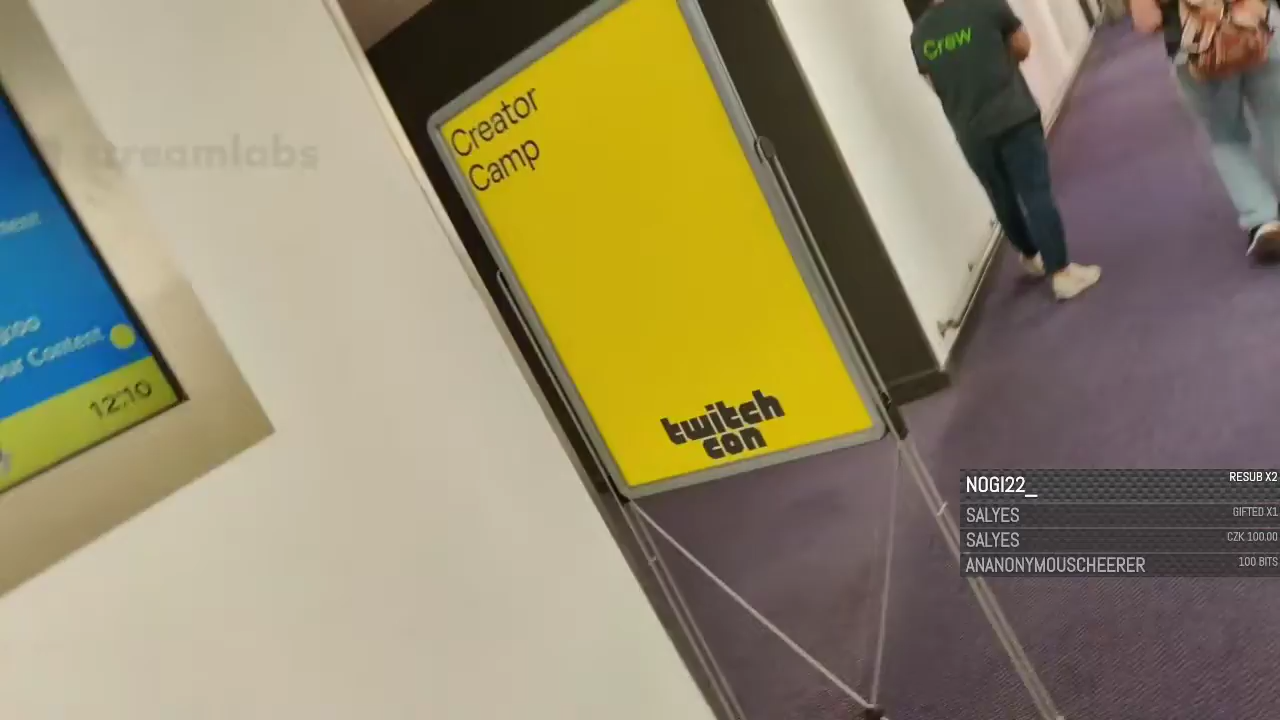 Crew
Creator
Camp
streamlabs
Content
12:10
twitch
con
NOGI22_ RESUB X2
SALYES GIFTED X1
SALYES CZK 100.00
ANANONYMOUSCHEERER 100 BITS